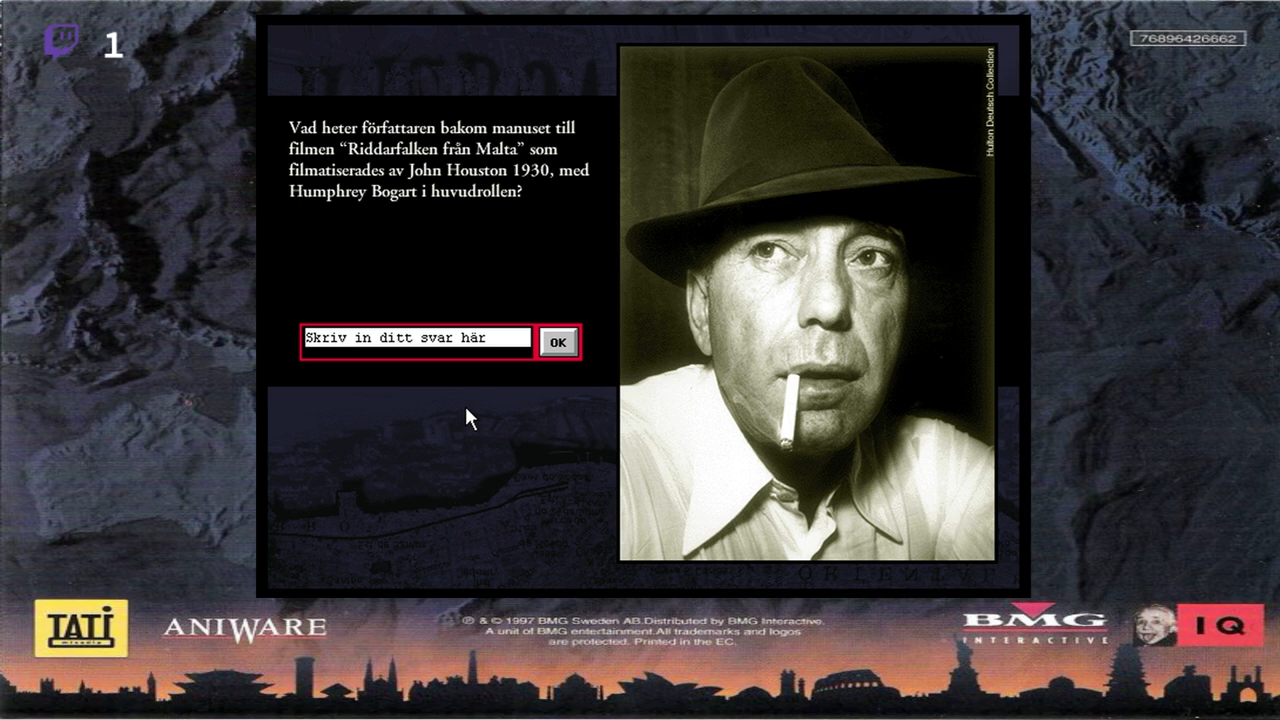 1
76896426662
Hulton Deutsch Collection
Vad heter författaren bakom manuset till
filmen “Riddarfalken från Malta” som
filmatiserades av John Houston 1930, med
Humphrey Bogart i huvudrollen?
Skriv in ditt svar här
OK
TATi
ANIWARE
℗ & © 1997 BMG Sweden AB.Distributed by BMG Interactive.
A unit of BMG entertainment.All trademarks and logos
are protected. Printed in the EC.
BMG
INTERACTIVE
IQ